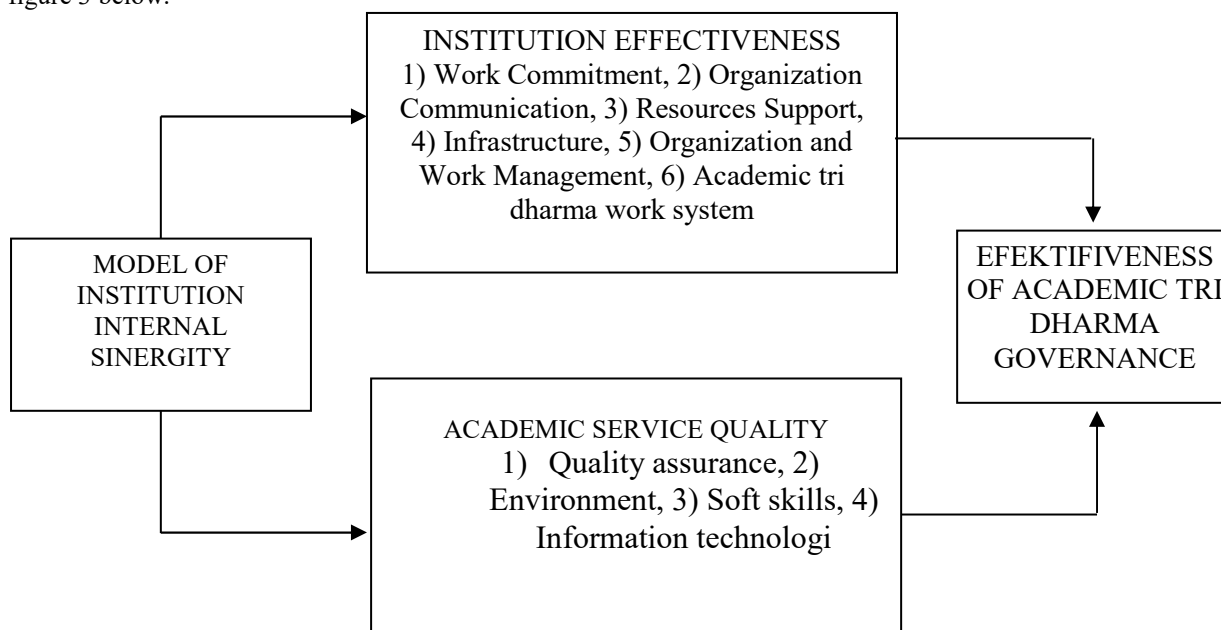 figure 3 below.
INSTITUTION EFFECTIVENESS
1) Work Commitment, 2) Organization
Communication, 3) Resources Support,
4) Infrastructure, 5) Organization and
Work Management, 6) Academic tri
dharma work system
MODEL OF
INSTITUTION
INTERNAL
SINERGITY
EFEKTIFIVENESS
OF ACADEMIC TRI
DHARMA
GOVERNANCE
ACADEMIC SERVICE QUALITY
1) Quality assurance, 2)
Environment, 3) Soft skills, 4)
Information technologi